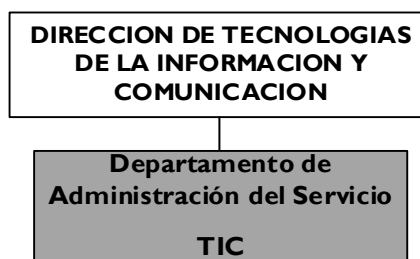 DIRECCION DE TECNOLOGIAS
DE LA INFORMACION Y
COMUNICACION
Departamento de
Administración del Servicio
TIC